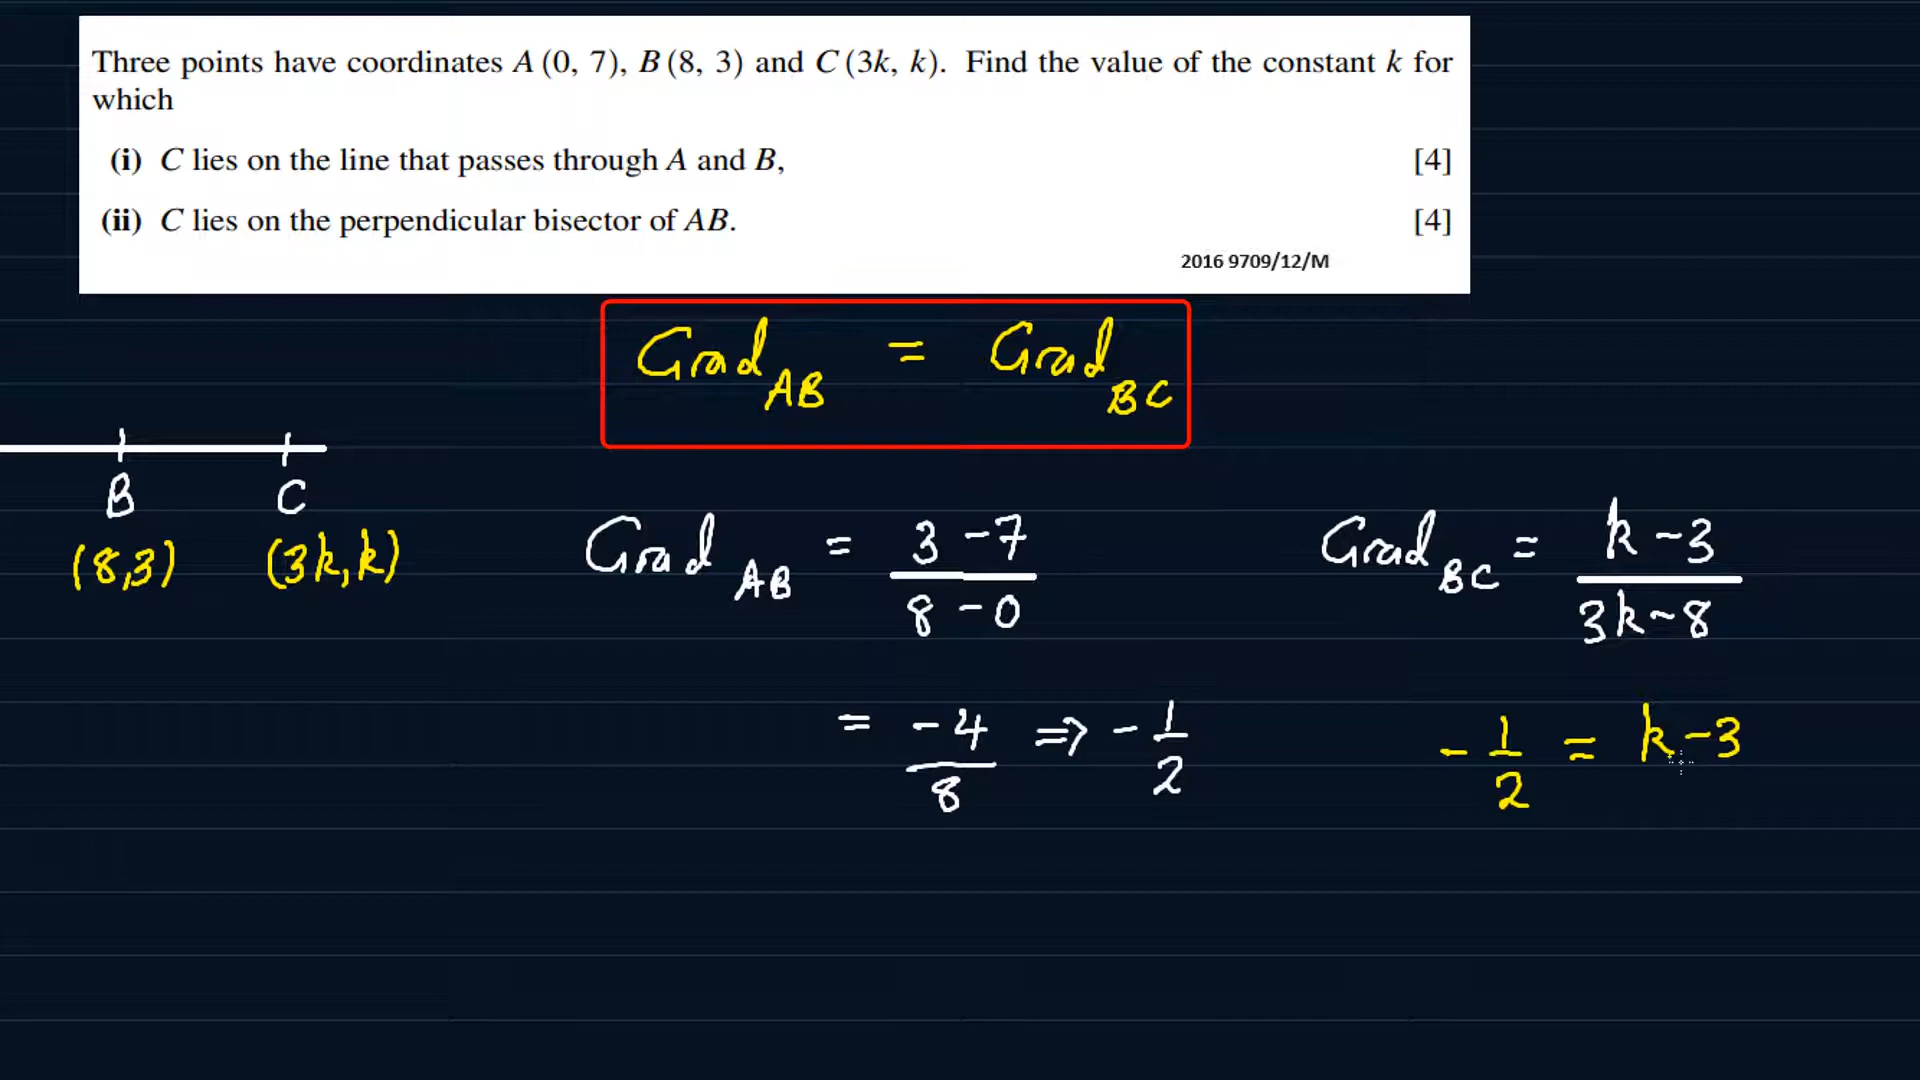 Three points have coordinates A (0, 7), B (8, 3) and C (3k, k). Find the value of the constant k for
which
(i) C lies on the line that passes through A and B, [4]
(ii) C lies on the perpendicular bisector of AB. [4]
2016 9709/12/M
Grad AB = Grad BC
B C
(8,3) (3k, k)
Grad AB = 3 - 7
8 - 0
Grad BC = k - 3
3k - 8
= -4/8 ⇒ - 1/2
- 1/2 = k - 3